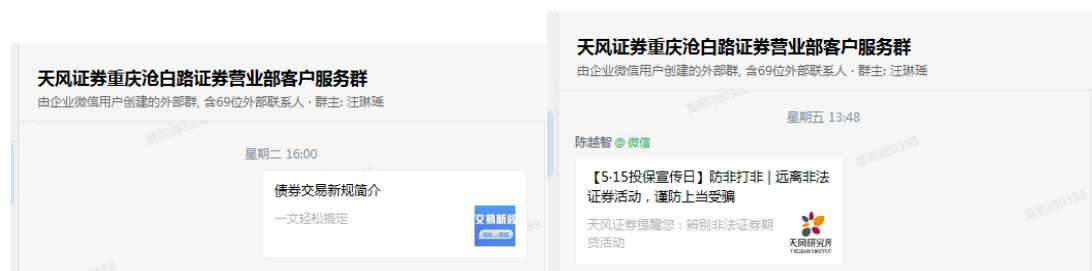 天风证券重庆沧白路证券营业部客户服务群
由企业微信用户创建的外部群, 含69位外部联系人 · 群主: 汪琳瑶
星期二 16:00
债券交易新规简介
一文轻松搞定
交易新规
天风证券重庆沧白路证券营业部客户服务群
由企业微信用户创建的外部群, 含69位外部联系人 · 群主: 汪琳瑶
星期五 13:48
陈越智 @ 微信
【5·15投保宣传日】防非打非 | 远离非法
证券活动，谨防上当受骗
天风证券提醒您：辨别非法证券期
货活动
天风研究所